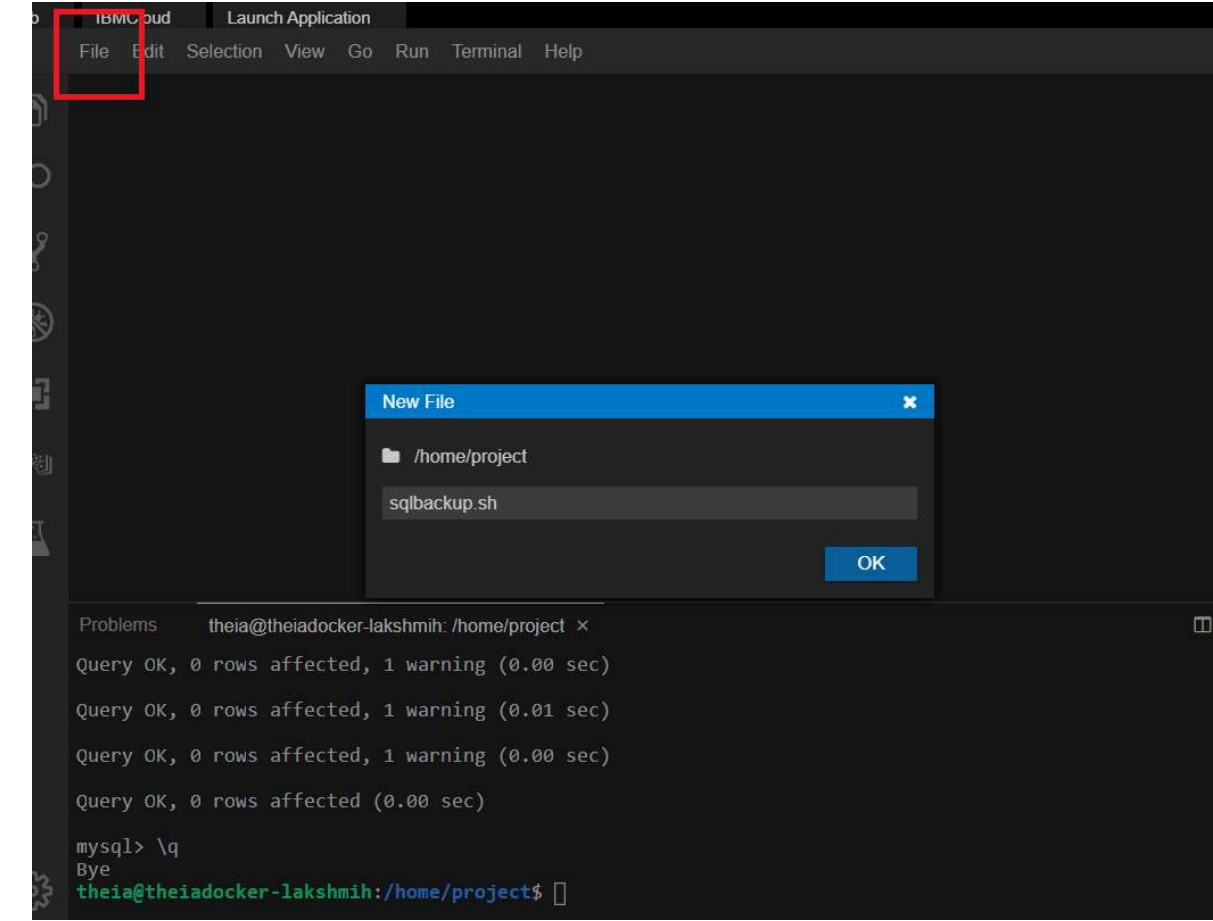 IBMCloud Launch Application
File Edit Selection View Go Run Terminal Help
New File
/home/project
sqlbackup.sh
OK
Problems theia@theiadocker-lakshmih: /home/project ×
Query OK, 0 rows affected, 1 warning (0.00 sec)
Query OK, 0 rows affected, 1 warning (0.01 sec)
Query OK, 0 rows affected, 1 warning (0.00 sec)
Query OK, 0 rows affected (0.00 sec)
mysql> \q
Bye
theia@theiadocker-lakshmih:/home/project$